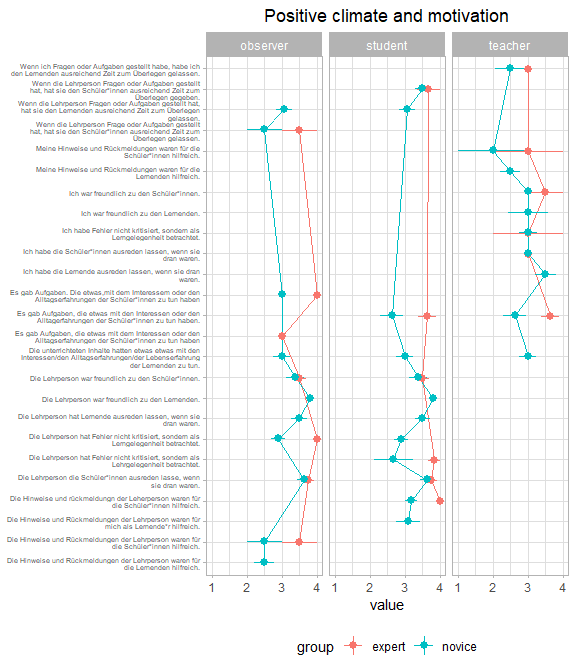 Positive climate and motivation
observer
student
teacher
Wenn ich Fragen oder Aufgaben gestellt habe, habe ich
den Lernenden ausreichend Zeit zum Überlegen gelassen.
Wenn die Lehrperson Fragen oder Aufgaben gestellt
hat, hat sie den Schüler*innen ausreichend Zeit zum
Überlegen gegeben.
Wenn die Lehrperson Frage oder Aufgaben gestellt hat,
hat sie den Lernenden ausreichend Zeit zum Überlegen
gelassen.
Wenn die Lehrperson Frage oder Aufgaben gestellt
hat, hat sie den Schüler*innen ausreichend Zeit zum
Überlegen gelassen.
Meine Hinweise und Rückmeldungen waren für die
Schüler*innen hilfreich.
Meine Hinweise und Rückmeldungen waren für die
Lernenden hilfreich.
Ich war freundlich zu den Schüler*innen.
Ich war freundlich zu den Lernenden.
Ich habe Fehler nicht kritisiert, sondern als
Lerngelegenheit betrachtet.
Ich habe die Schüler*innen ausreden lassen, wenn sie
dran waren.
Ich habe die Lernende ausreden lassen, wenn sie dran
waren.
Es gab Aufgaben. Die etwas mit dem Interessem oder den
Alltagserfahrungen der Schüler*innen zu tun haben
Es gab Aufgaben, die etwas mit den Interessen oder den
Alltagerfahrungen der Schüler*innen zu tun haben.
Es gab Aufgaben, die etwas mit dem Interessen oder den
Alltagserfahrungen der Schüler*innen zu tun haben
Die unterrichteten Inhalte hatten etwas etwas mit den
Interessen/den Alltagserfahrungen/der Lebenserfahrung
der Lernenden zu tun.
Die Lehrperson war freundlich zu den Schüler*innen.
Die Lehrperson war freundlich zu den Lernenden.
Die Lehrperson hat Lernende ausreden lassen, wenn sie
dran waren.
Die Lehrperson hat Fehler nicht kritisiert, sondern als
Lerngelegenheit betrachtet.
Die Lehrperson hat Fehler nicht kritisiert, sondern als
Lehrgelegenheit betrachtet.
Die Lehrperson die Schüler*innen ausreden lasse, wenn
sie dran waren.
Die Hinweise und rückmeldung der Lehrperson waren für
die Schüler*innen hilfreich.
Die Hinweise und Rückmeldungen der Lehrperson waren für
mich als Lernende*r hilfreich.
Die Hinweise und Rückmeldungen der Lehrperson waren für
die Schüler*innen hilfreich.
Die Hinweise und Rückmeldungen der Lehrperson waren für
die Lernenden hilfreich.
1 2 3 4 1 2 3 4 1 2 3 4
value
group expert novice